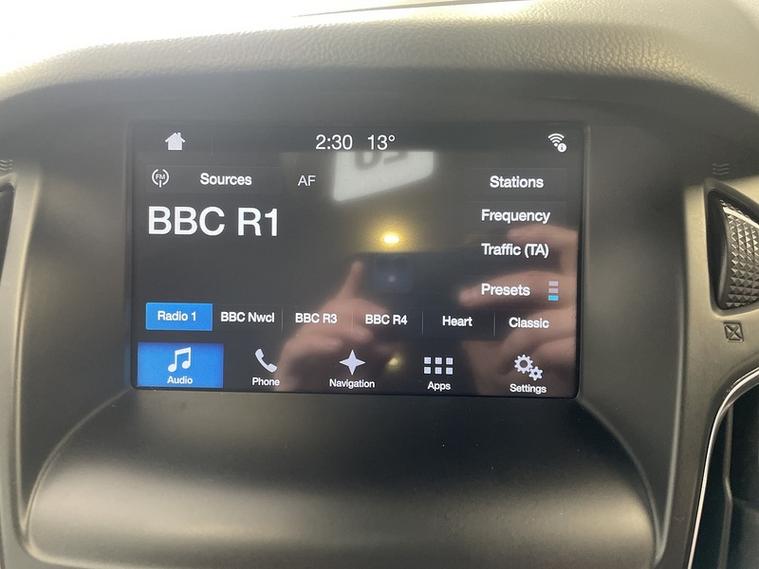 2:30 13°
FM Sources AF Stations
BBC R1
Frequency
Traffic (TA)
Presets
Radio 1 BBC Nwcl BBC R3 BBC R4 Heart Classic
Audio Phone Navigation Apps Settings